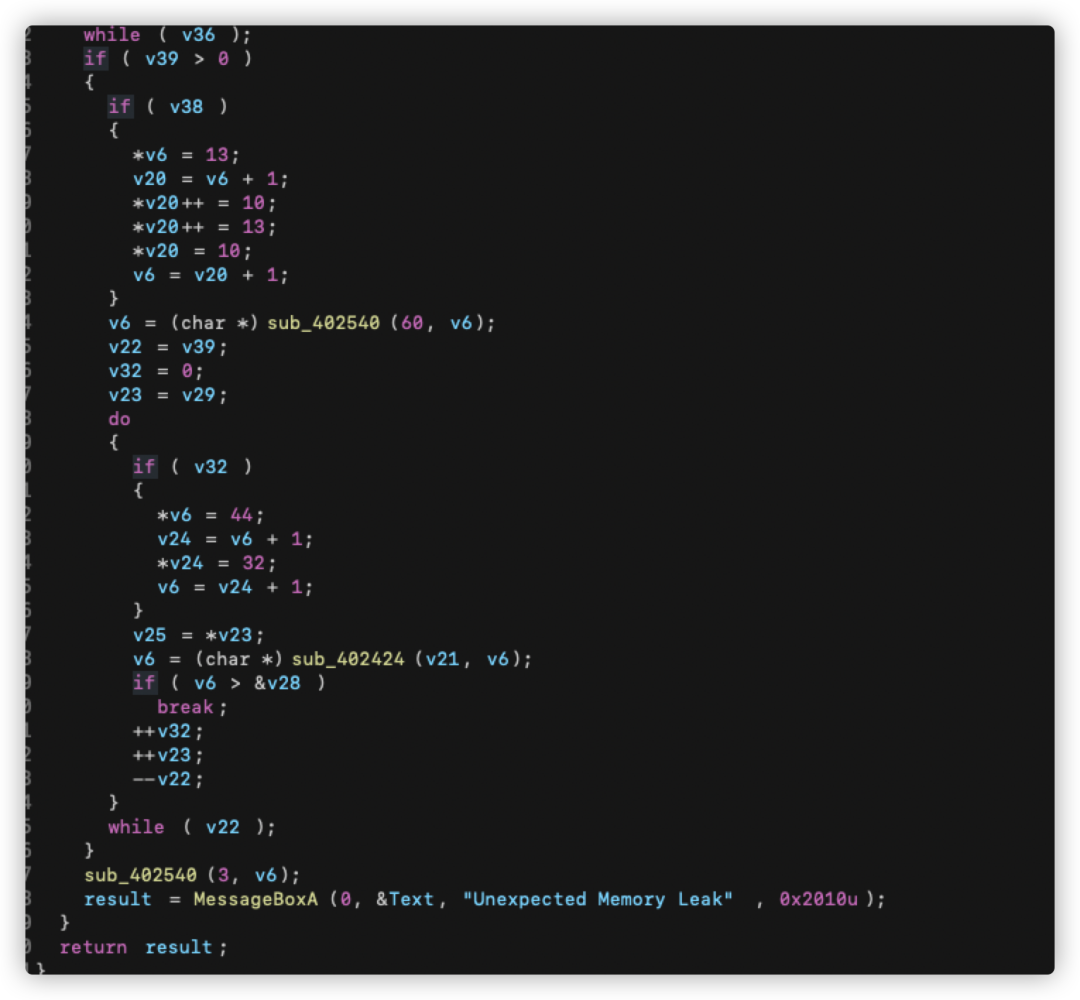 while ( v36 );
if ( v39 > 0 )
{
if ( v38 )
{
*v6 = 13;
v20 = v6 + 1;
*v20++ = 10;
*v20++ = 13;
*v20 = 10;
v6 = v20 + 1;
}
v6 = (char *)sub_402540(60, v6);
v22 = v39;
v32 = 0;
v23 = v29;
do
{
if ( v32 )
{
*v6 = 44;
v24 = v6 + 1;
*v24 = 32;
v6 = v24 + 1;
}
v25 = *v23;
v6 = (char *)sub_402424(v21, v6);
if ( v6 > &v28 )
break;
++v32;
++v23;
--v22;
}
while ( v22 );
}
sub_402540(3, v6);
result = MessageBoxA(0, &Text, "Unexpected Memory Leak" , 0x2010u);
}
return result;
}